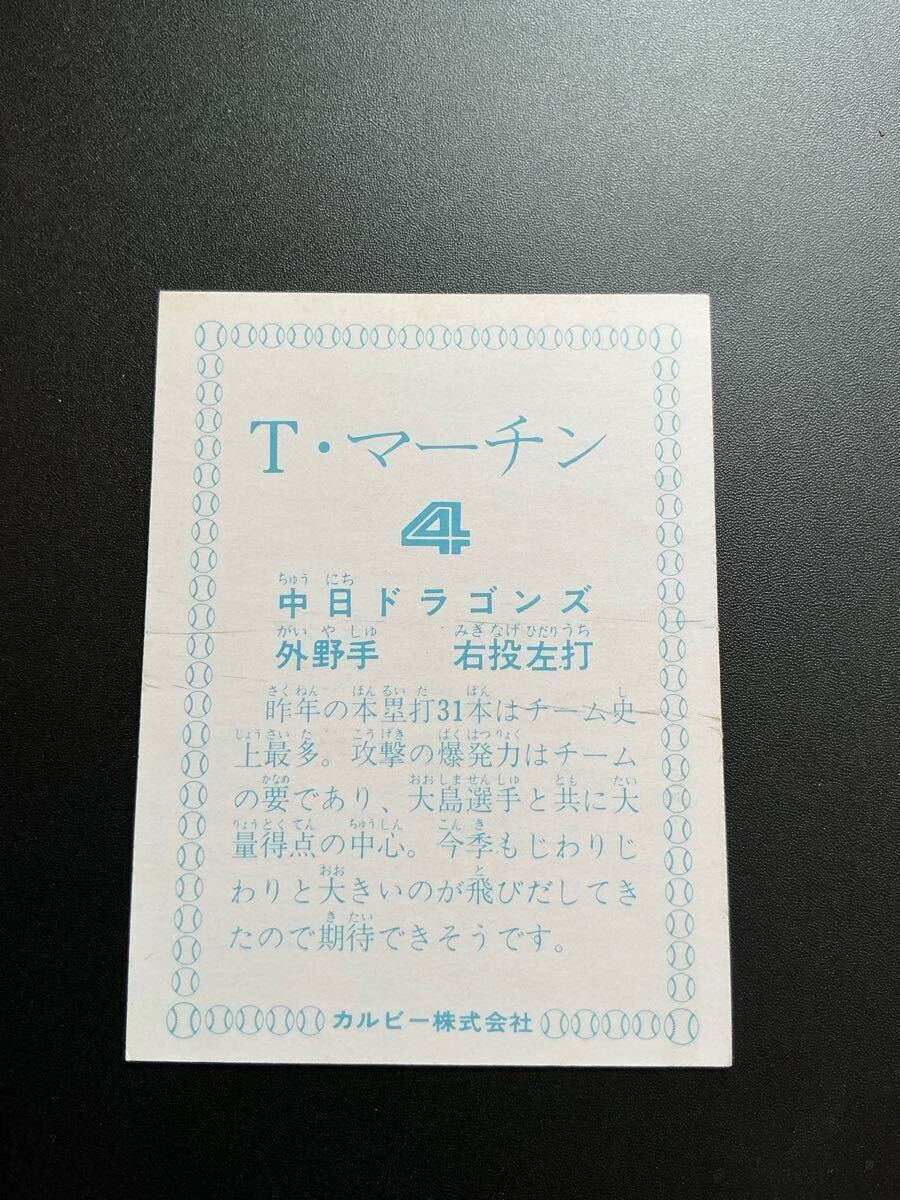 T・マーチン
4
ちゅう にち
中日ドラゴンズ
がい や しゅ みぎ なげ ひだり うち
外野手 右投左打
さく ねん ほん るい だ ぽん し
昨年の本塁打31本はチーム史
じょう さい た こう げき ばく はつ りょく
上最多。攻撃の爆発力はチーム
かなめ おお しま せん しゅ とも たい
の要であり、大島選手と共に大
りょう とく てん ちゅう しん こん き
量得点の中心。今季もじわりじ
おお と
わりと大きいのが飛びだしてき
き たい
たので期待できそうです。
カルビー株式会社